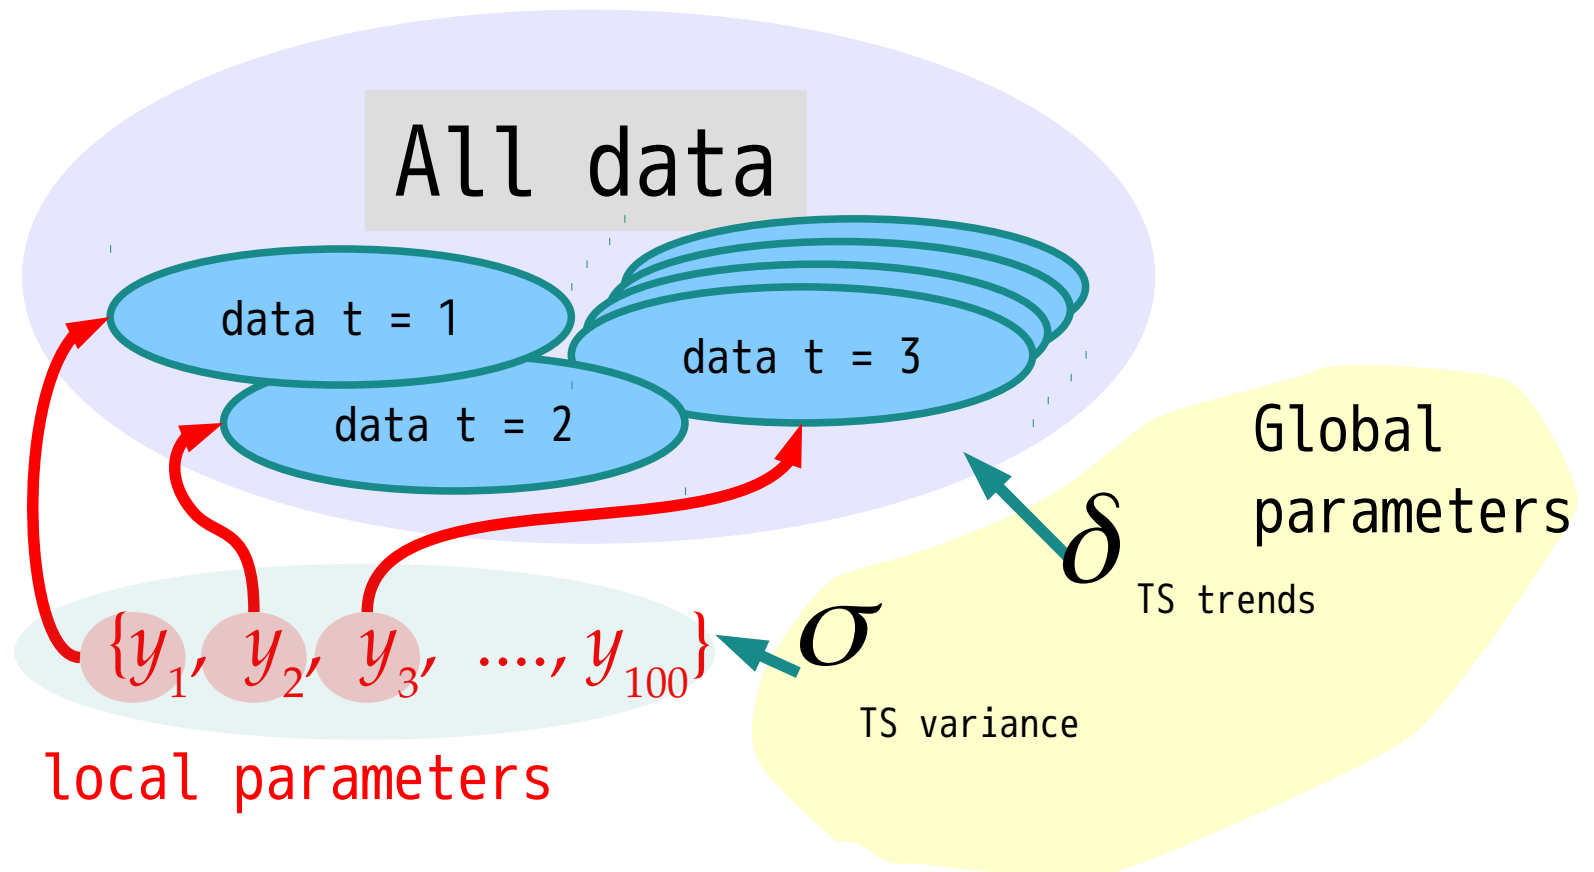 All data
data t = 1
data t = 3
data t = 2
Global
parameters
δ
TS trends
σ
{y1, y2, y3, ...., y100}
TS variance
local parameters